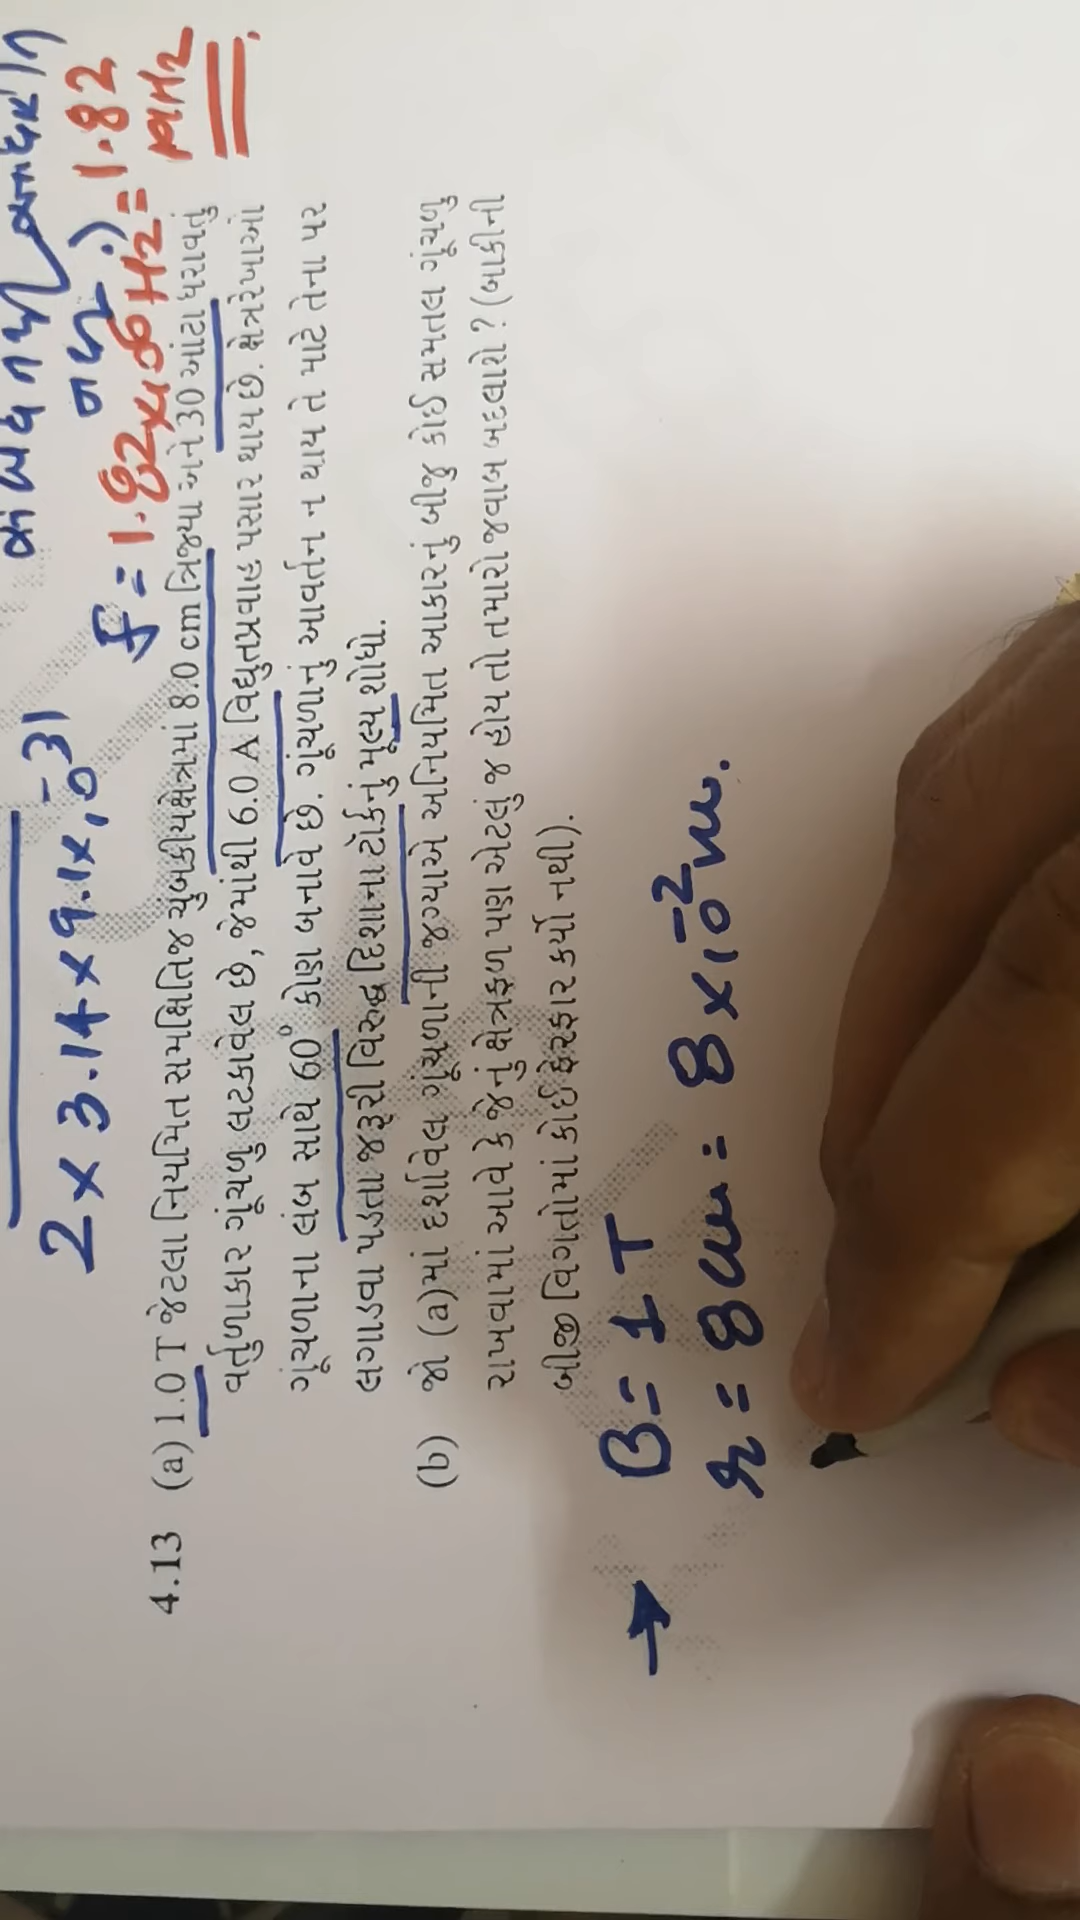 2 × 3.14 × 9.1 × 10⁻³¹
f = 1.82 × 10⁶ Hz = 1.82 MHz
4.13 (a) 1.0 T જેટલા નિયમિત સમક્ષિતિજ ચુંબકીયક્ષેત્રમાં 8.0 cm ત્રિજ્યા અને 30 આંટા ધરાવતું
વર્તુળાકાર ગૂંચળુ લટકાવેલ છે, જેમાંથી 6.0 A વિદ્યુતપ્રવાહ પસાર થાય છે. ક્ષેત્રરેખાઓ
ગૂંચળાના લંબ સાથે 60° કોણ બનાવે છે. ગૂંચળાનું આવર્તન ન થાય તે માટે તેના પર
લગાડવા પડતા જરૂરી વિરુદ્ધ દિશાના ટોર્કનું મૂલ્ય શોધો.
(b) જો (a)માં દર્શાવેલ ગૂંચળાની જગ્યાએ અનિયમિત આકારનું બીજું કોઈ સમતલ ગૂંચળુ
રાખવામાં આવે કે જેનું ક્ષેત્રફળ પણ એટલું જ હોય તો તમારો જવાબ બદલાશે ? (બાકીની
બીજી વિગતોમાં કોઈ ફેરફાર કર્યો નથી).
→ B = 1 T
r = 8 cm = 8 × 10⁻² m.